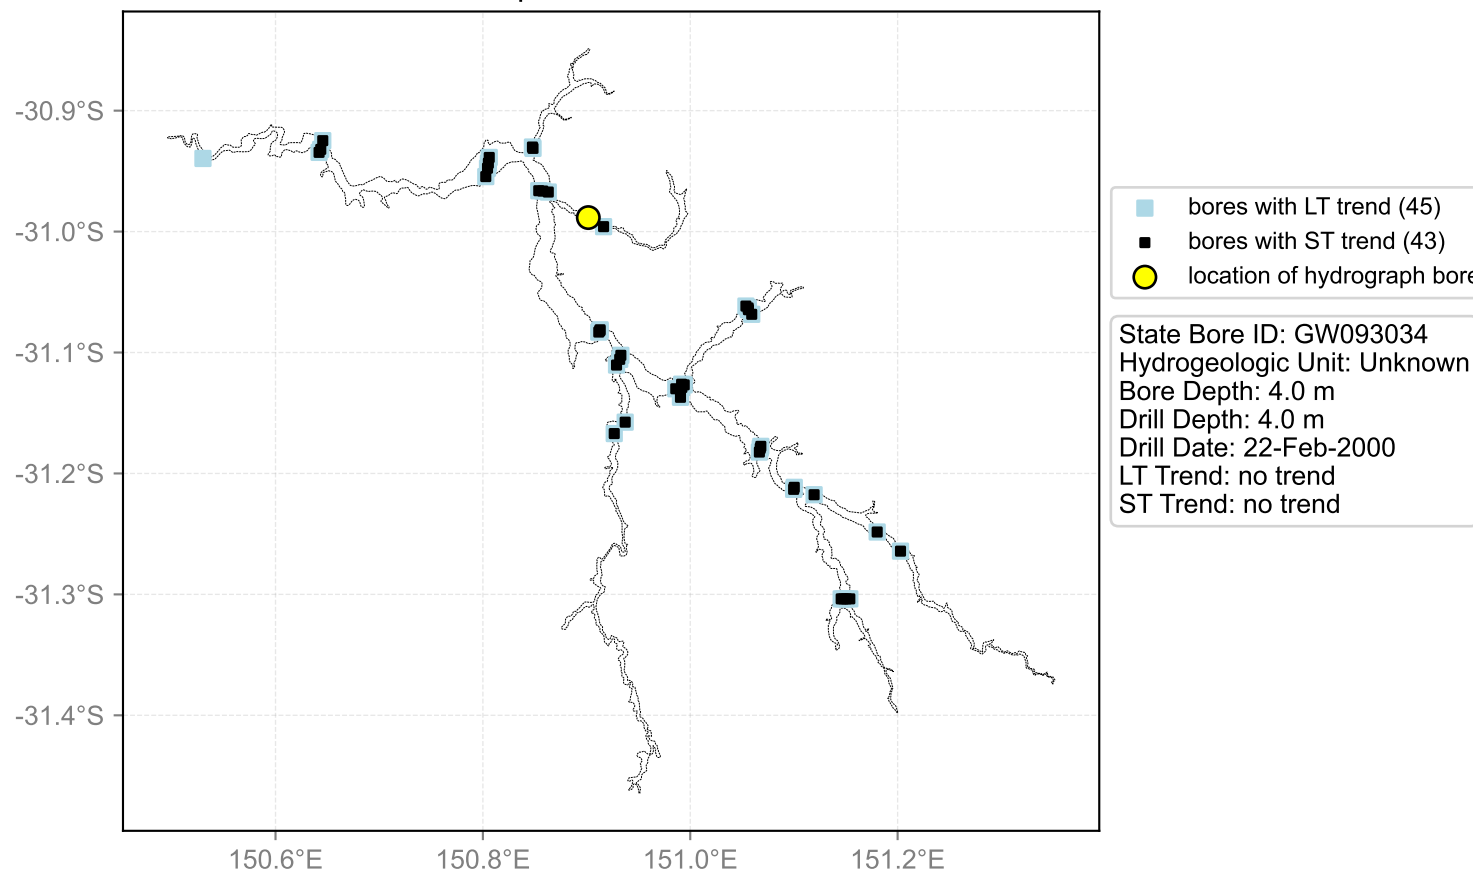 -30.9°S
-31.0°S
-31.1°S
-31.2°S
-31.3°S
-31.4°S
150.6°E
150.8°E
151.0°E
151.2°E
bores with LT trend (45)
bores with ST trend (43)
location of hydrograph bore
State Bore ID: GW093034
Hydrogeologic Unit: Unknown
Bore Depth: 4.0 m
Drill Depth: 4.0 m
Drill Date: 22-Feb-2000
LT Trend: no trend
ST Trend: no trend